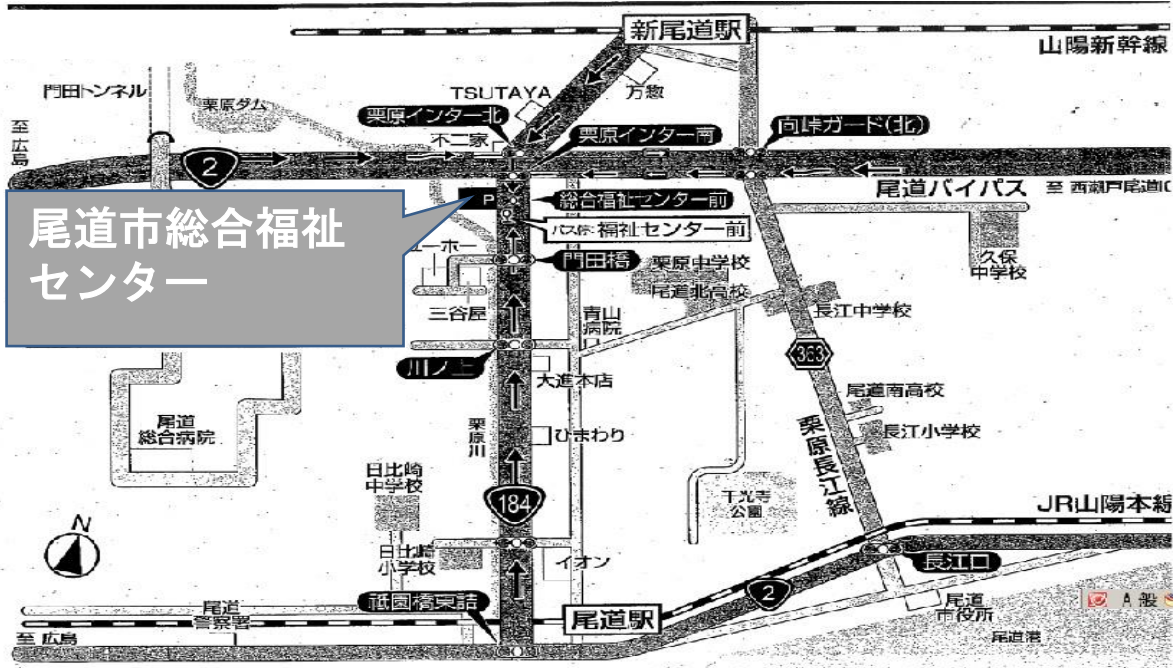 新尾道駅
山陽新幹線
門田トンネル
栗原ダム
TSUTAYA
万惣
至広島
栗原インター北
不二家
栗原インター南
向峠ガード(北)
2
尾道バイパス
至 西瀬戸尾道IC
P
総合福祉センター前
バス停:福祉センター前
尾道市総合福祉
センター
ユーホー
門田橋
栗原中学校
尾道北高校
久保
中学校
三谷屋
青山
病院
長江中学校
川ノ上
363
大進本店
尾道南高校
尾道
総合病院
栗原川
ひまわり
長江小学校
栗原長江線
日比崎
中学校
184
千光寺
公園
JR山陽本線
N
日比崎
小学校
イオン
長江口
祇園橋東詰
尾道
警察署
尾道駅
2
尾道
市役所
A 般
至 広島
尾道港